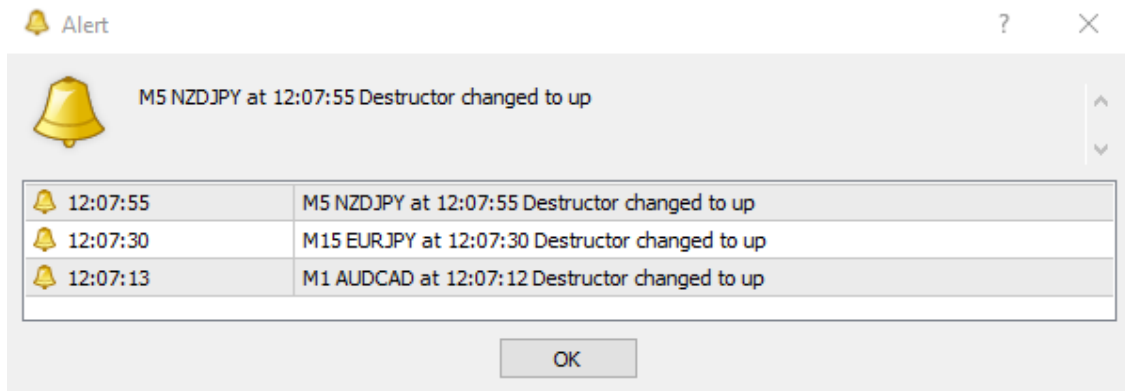 Alert
?
M5 NZDJPY at 12:07:55 Destructor changed to up
12:07:55 M5 NZDJPY at 12:07:55 Destructor changed to up
12:07:30 M15 EURJPY at 12:07:30 Destructor changed to up
12:07:13 M1 AUDCAD at 12:07:12 Destructor changed to up
OK